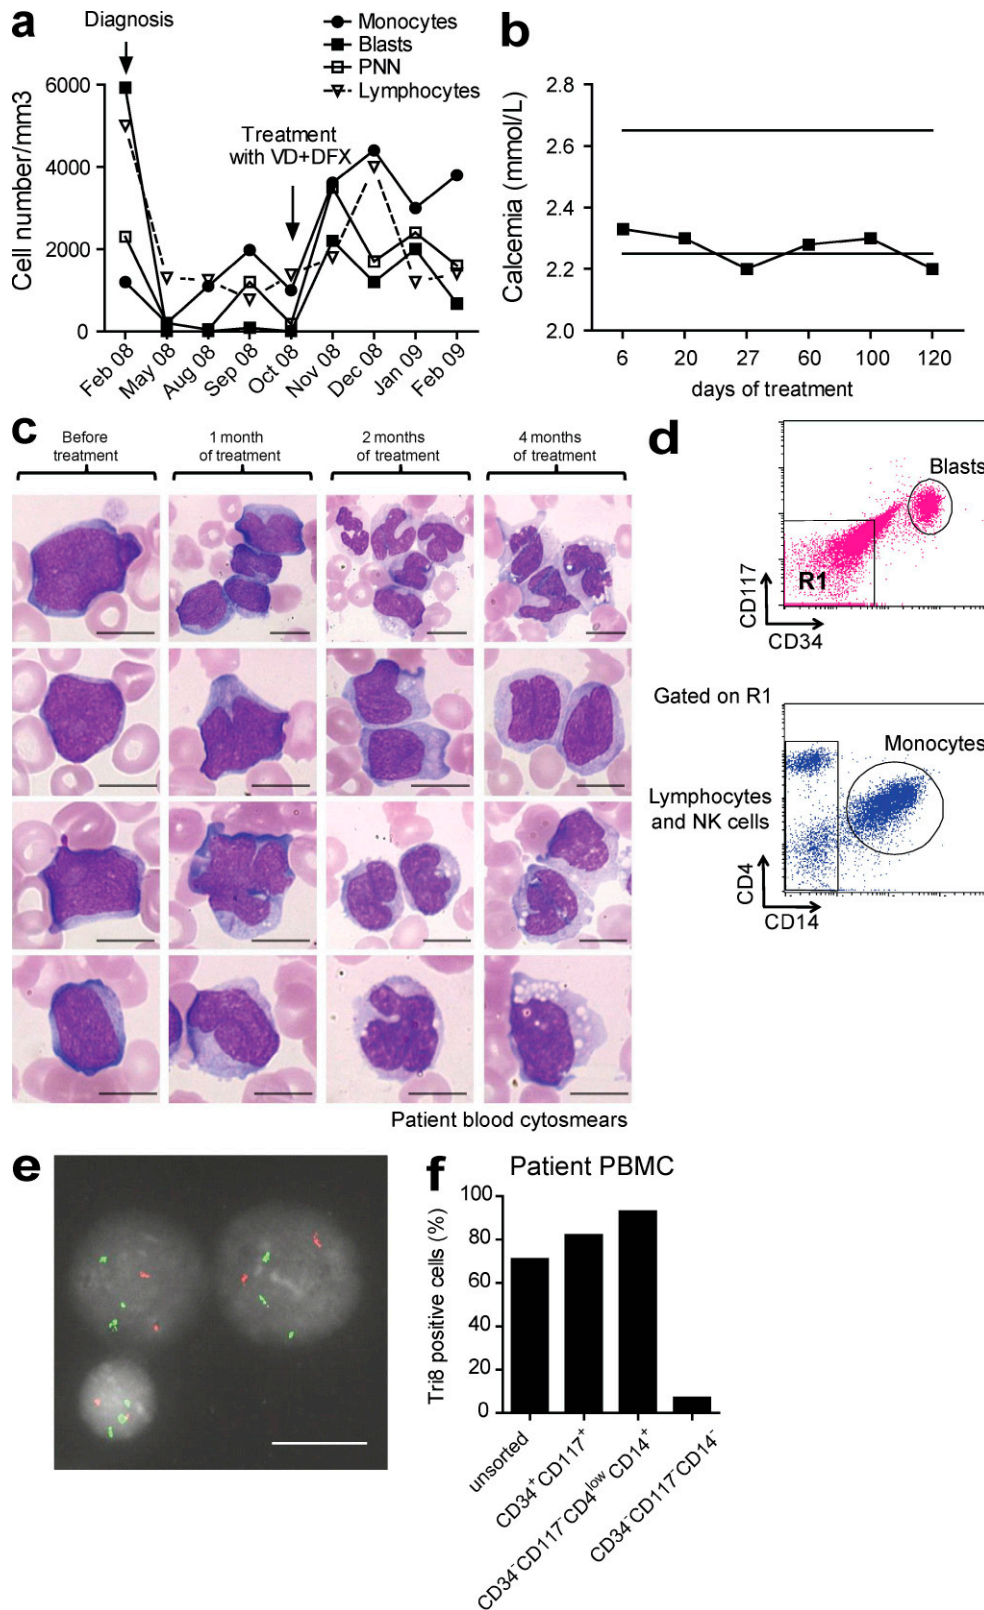 a
Diagnosis
Monocytes
Blasts
PNN
Lymphocytes
Treatment
with VD+DFX
Cell number/mm3
6000
4000
2000
0
Feb 08
May 08
Aug 08
Sep 08
Oct 08
Nov 08
Dec 08
Jan 09
Feb 09
b
Calcemia (mmol/L)
2.8
2.6
2.4
2.2
2.0
6
20
27
60
100
120
days of treatment
c
Before
treatment
1 month
of treatment
2 months
of treatment
4 months
of treatment
Patient blood cytosmears
d
Blasts
R1
CD117
CD34
Gated on R1
Monocytes
Lymphocytes
and NK cells
CD4
CD14
e
f
Patient PBMC
Tri8 positive cells (%)
100
80
60
40
20
0
unsorted
CD34+CD117+
CD34-CD117-CD4lowCD14+
CD34-CD117-CD14-